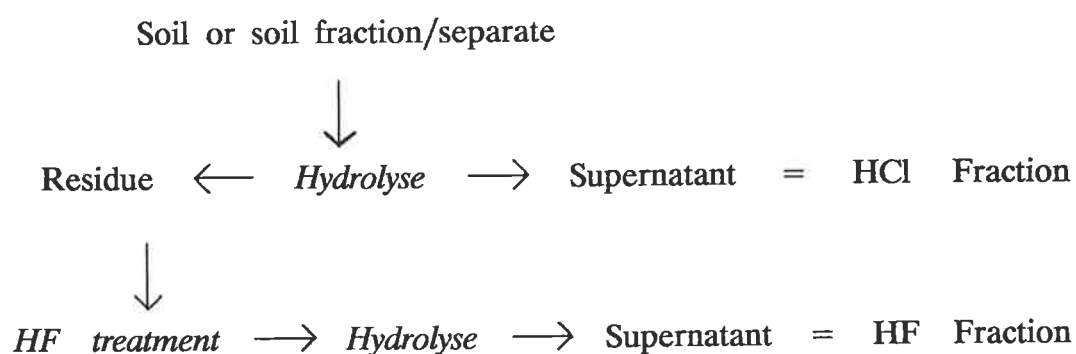 Soil or soil fraction/separate
Residue ← Hydrolyse → Supernatant = HCl Fraction
HF treatment → Hydrolyse → Supernatant = HF Fraction